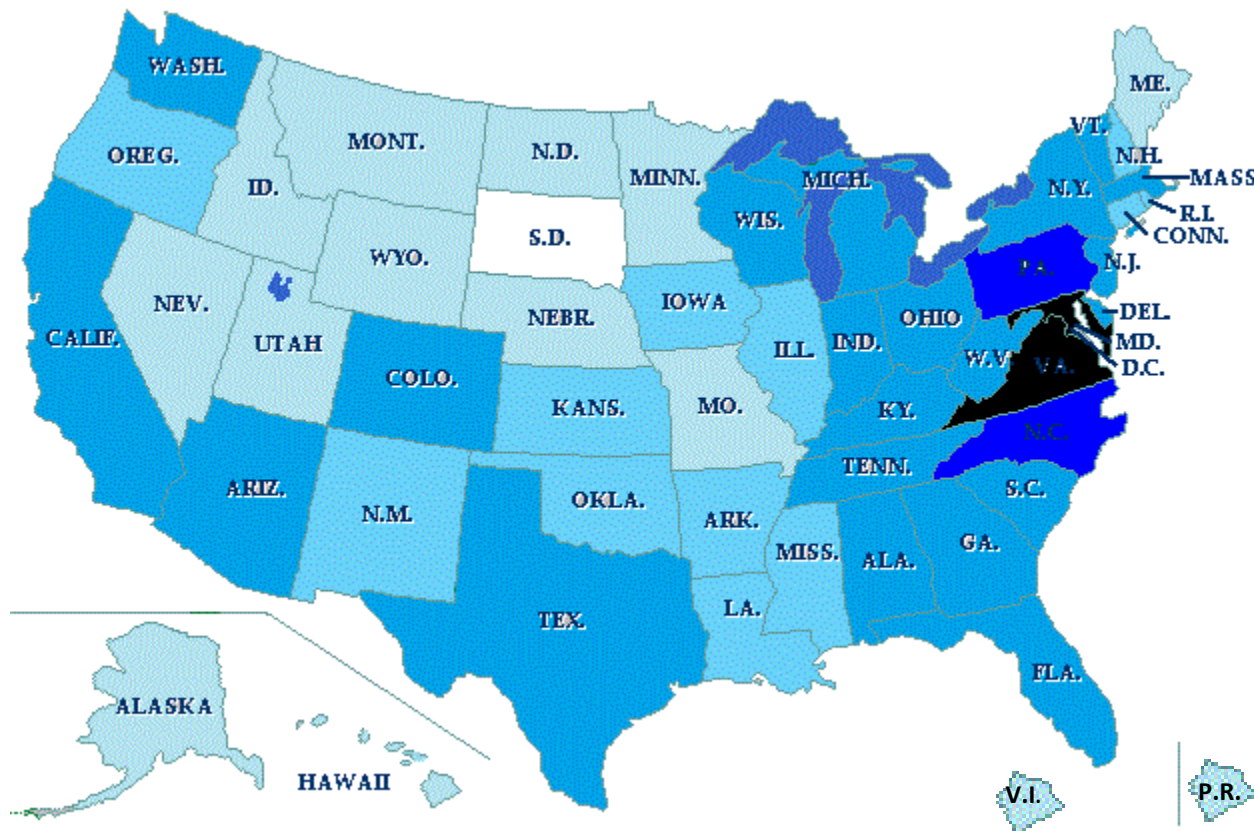 ME.
WASH.
VT.
MONT.
N.D.
OREG.
N.H.
MINN.
MASS
MICH.
ID.
N.Y.
R.I.
WIS.
S.D.
CONN.
WYO.
N.J.
PA.
NEV.
IOWA
DEL.
NEBR.
OHIO
CALIF.
UTAH
IND.
MD.
ILL.
W.V.
VA.
D.C.
COLO.
KANS.
MO.
KY.
N.C.
TENN.
ARIZ.
S.C.
OKLA.
N.M.
ARK.
GA.
MISS.
ALA.
LA.
TEX.
FLA.
ALASKA
HAWAII
V.I.
P.R.